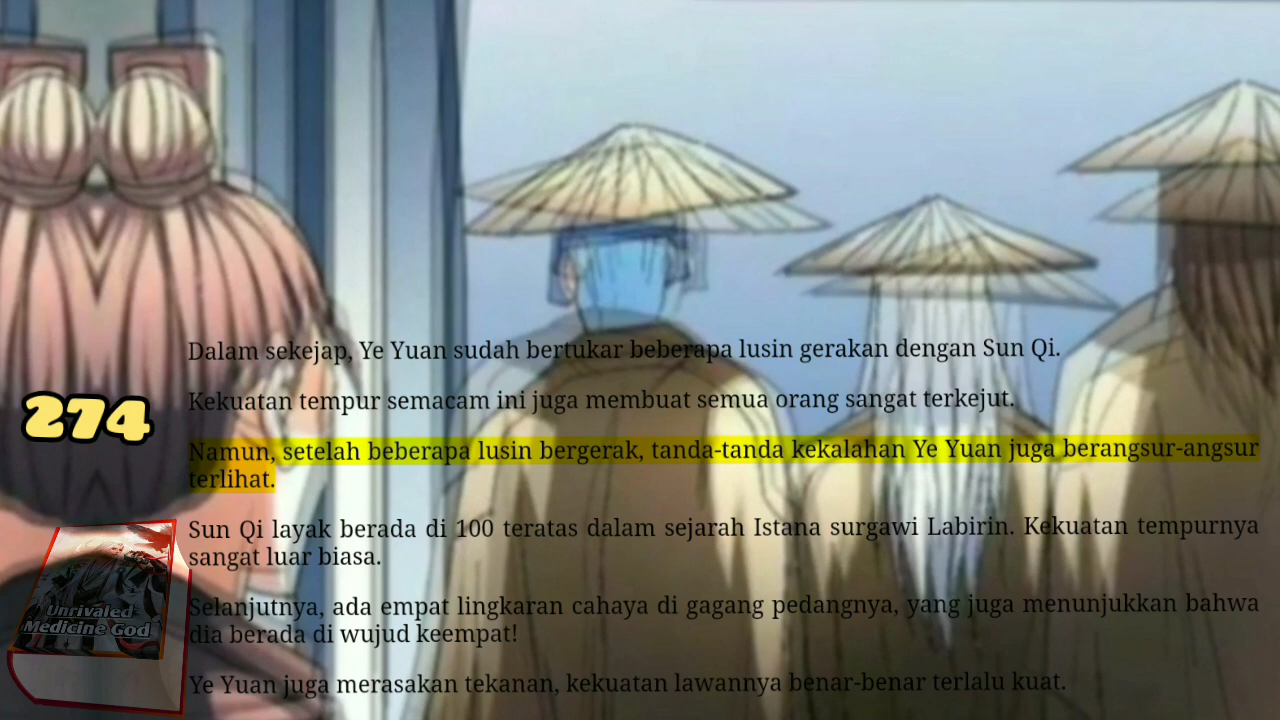 Dalam sekejap, Ye Yuan sudah bertukar beberapa lusin gerakan dengan Sun Qi.
Kekuatan tempur semacam ini juga membuat semua orang sangat terkejut.
274
Namun, setelah beberapa lusin bergerak, tanda-tanda kekalahan Ye Yuan juga berangsur-angsur
terlihat.
Sun Qi layak berada di 100 teratas dalam sejarah Istana surgawi Labirin. Kekuatan tempurnya
sangat luar biasa.
Selanjutnya, ada empat lingkaran cahaya di gagang pedangnya, yang juga menunjukkan bahwa
dia berada di wujud keempat!
Unrivaled
Medicine God
Ye Yuan juga merasakan tekanan, kekuatan lawannya benar-benar terlalu kuat.